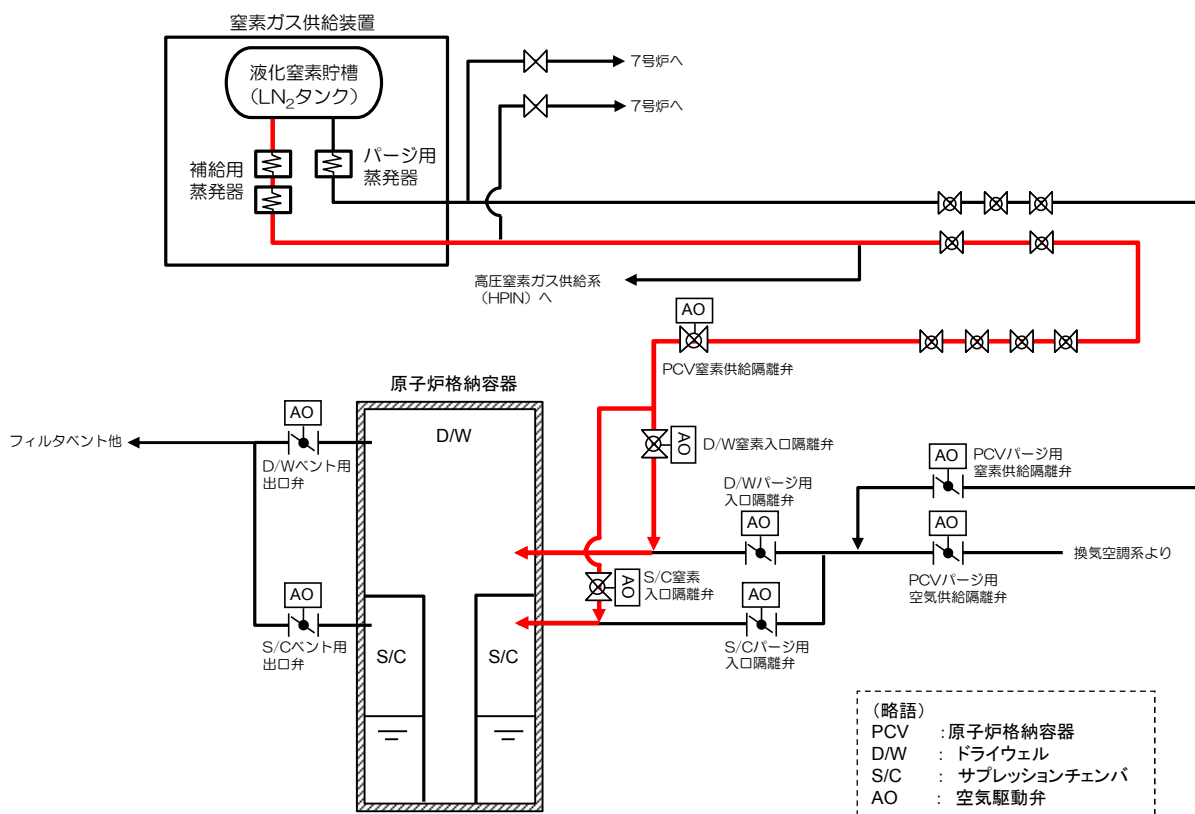 窒素ガス供給装置
液化窒素貯槽
（LN₂タンク）
補給用
蒸発器
パージ用
蒸発器
7号炉へ
7号炉へ
高圧窒素ガス供給系
（HPIN）へ
AO
PCV窒素供給隔離弁
原子炉格納容器
D/W
AO
D/Wベント用
出口弁
フィルタベント他
AO
D/W窒素入口隔離弁
D/Wパージ用
入口隔離弁
AO
AO
PCVパージ用
窒素供給隔離弁
AO
PCVパージ用
空気供給隔離弁
換気空調系より
AO
S/C窒素
入口隔離弁
AO
S/Cパージ用
入口隔離弁
AO
S/Cベント用
出口弁
S/C
S/C
（略語）
PCV ：原子炉格納容器
D/W ： ドライウェル
S/C ： サプレッションチェンバ
AO ： 空気駆動弁